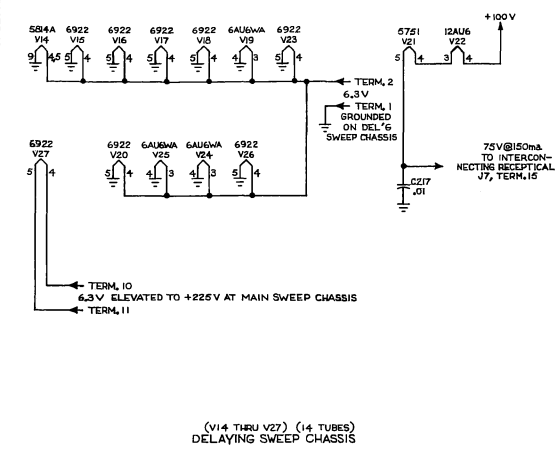 5814A 6922 6922 6922 6922 6AU6WA 6922
V14 V15 V16 V17 V18 V19 V23
9 4,5 5 4 5 4 5 4 5 4 4 3 5 4
TERM. 2
6.3V
TERM. 1
GROUNDED
ON DEL'G
SWEEP CHASSIS
5751 12AU6
V21 V22
5 4 3 4
+100V
75V@150ma
TO INTERCON-
NECTING RECEPTICAL
J7, TERM.15
C217
.01
6922
V27
5 4
6922 6AU6WA 6AU6WA 6922
V20 V25 V24 V26
5 4 4 3 4 3 5 4
TERM. 10
6.3V ELEVATED TO +225V AT MAIN SWEEP CHASSIS
TERM. 11
(V14 THRU V27) (14 TUBES)
DELAYING SWEEP CHASSIS